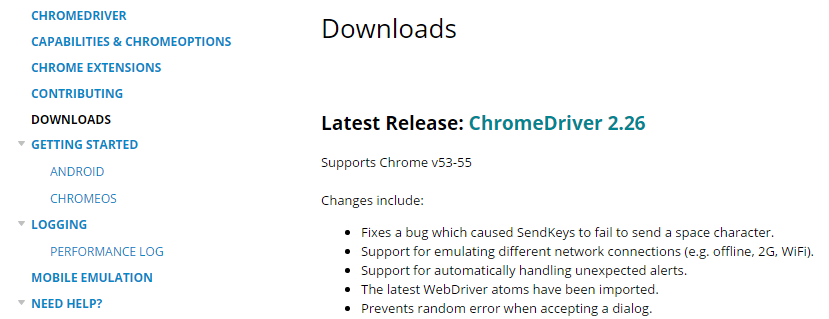 CHROMEDRIVER
CAPABILITIES & CHROMEOPTIONS
CHROME EXTENSIONS
CONTRIBUTING
DOWNLOADS
GETTING STARTED
ANDROID
CHROMEOS
LOGGING
PERFORMANCE LOG
MOBILE EMULATION
NEED HELP?
Downloads
Latest Release: ChromeDriver 2.26
Supports Chrome v53-55
Changes include:
• Fixes a bug which caused SendKeys to fail to send a space character.
• Support for emulating different network connections (e.g. offline, 2G, WiFi).
• Support for automatically handling unexpected alerts.
• The latest WebDriver atoms have been imported.
• Prevents random error when accepting a dialog.